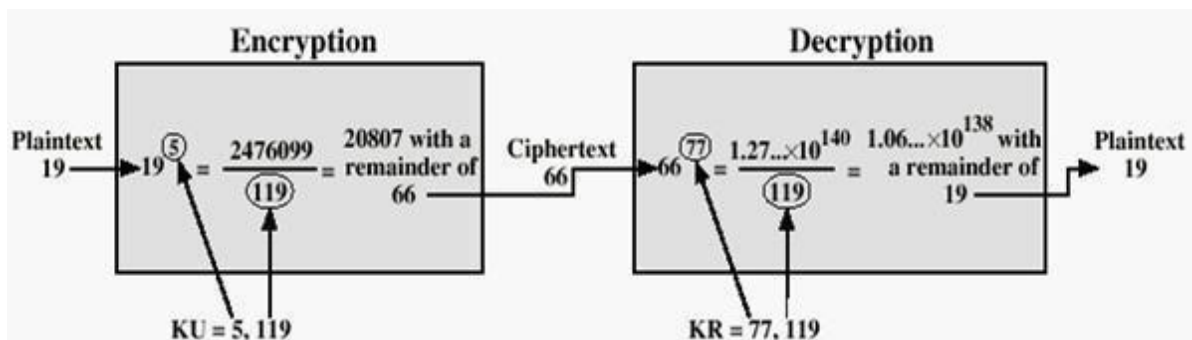 Encryption
Decryption
Plaintext
19
19 5 = 2476099 / 119 = 20807 with a
remainder of
66
Ciphertext
66
66 77 = 1.27...×10 140 / 119 = 1.06...×10 138 with
a remainder of
19
Plaintext
19
KU = 5, 119
KR = 77, 119